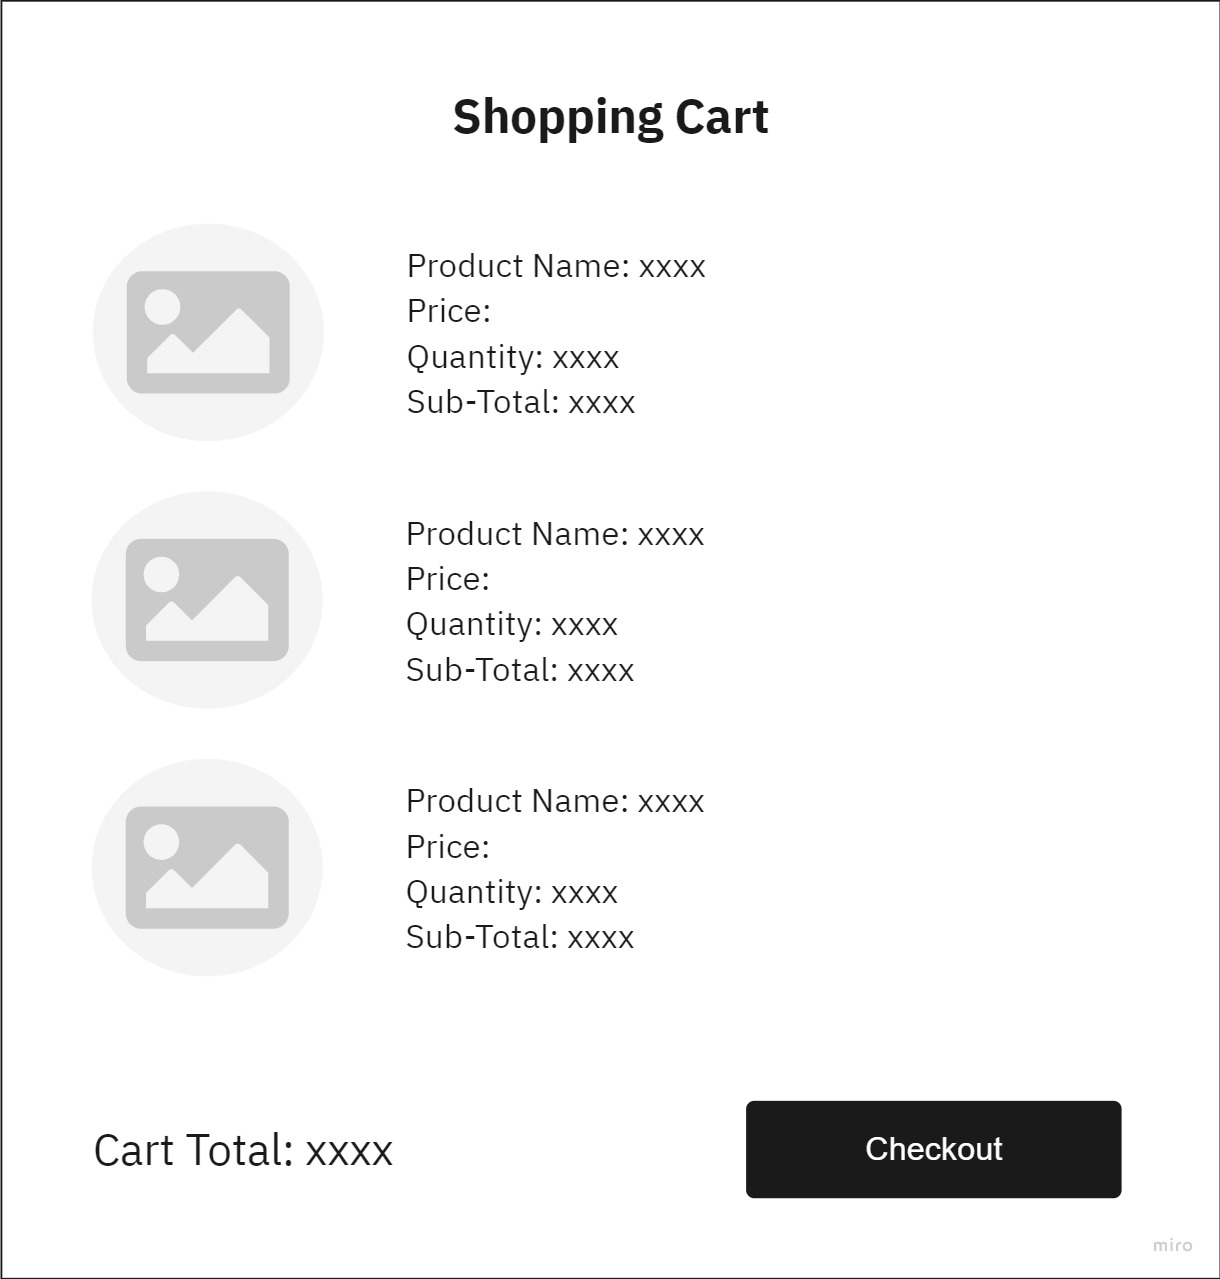 Shopping Cart
Product Name: xxxx
Price:
Quantity: xxxx
Sub-Total: xxxx
Product Name: xxxx
Price:
Quantity: xxxx
Sub-Total: xxxx
Product Name: xxxx
Price:
Quantity: xxxx
Sub-Total: xxxx
Cart Total: xxxx
Checkout
miro